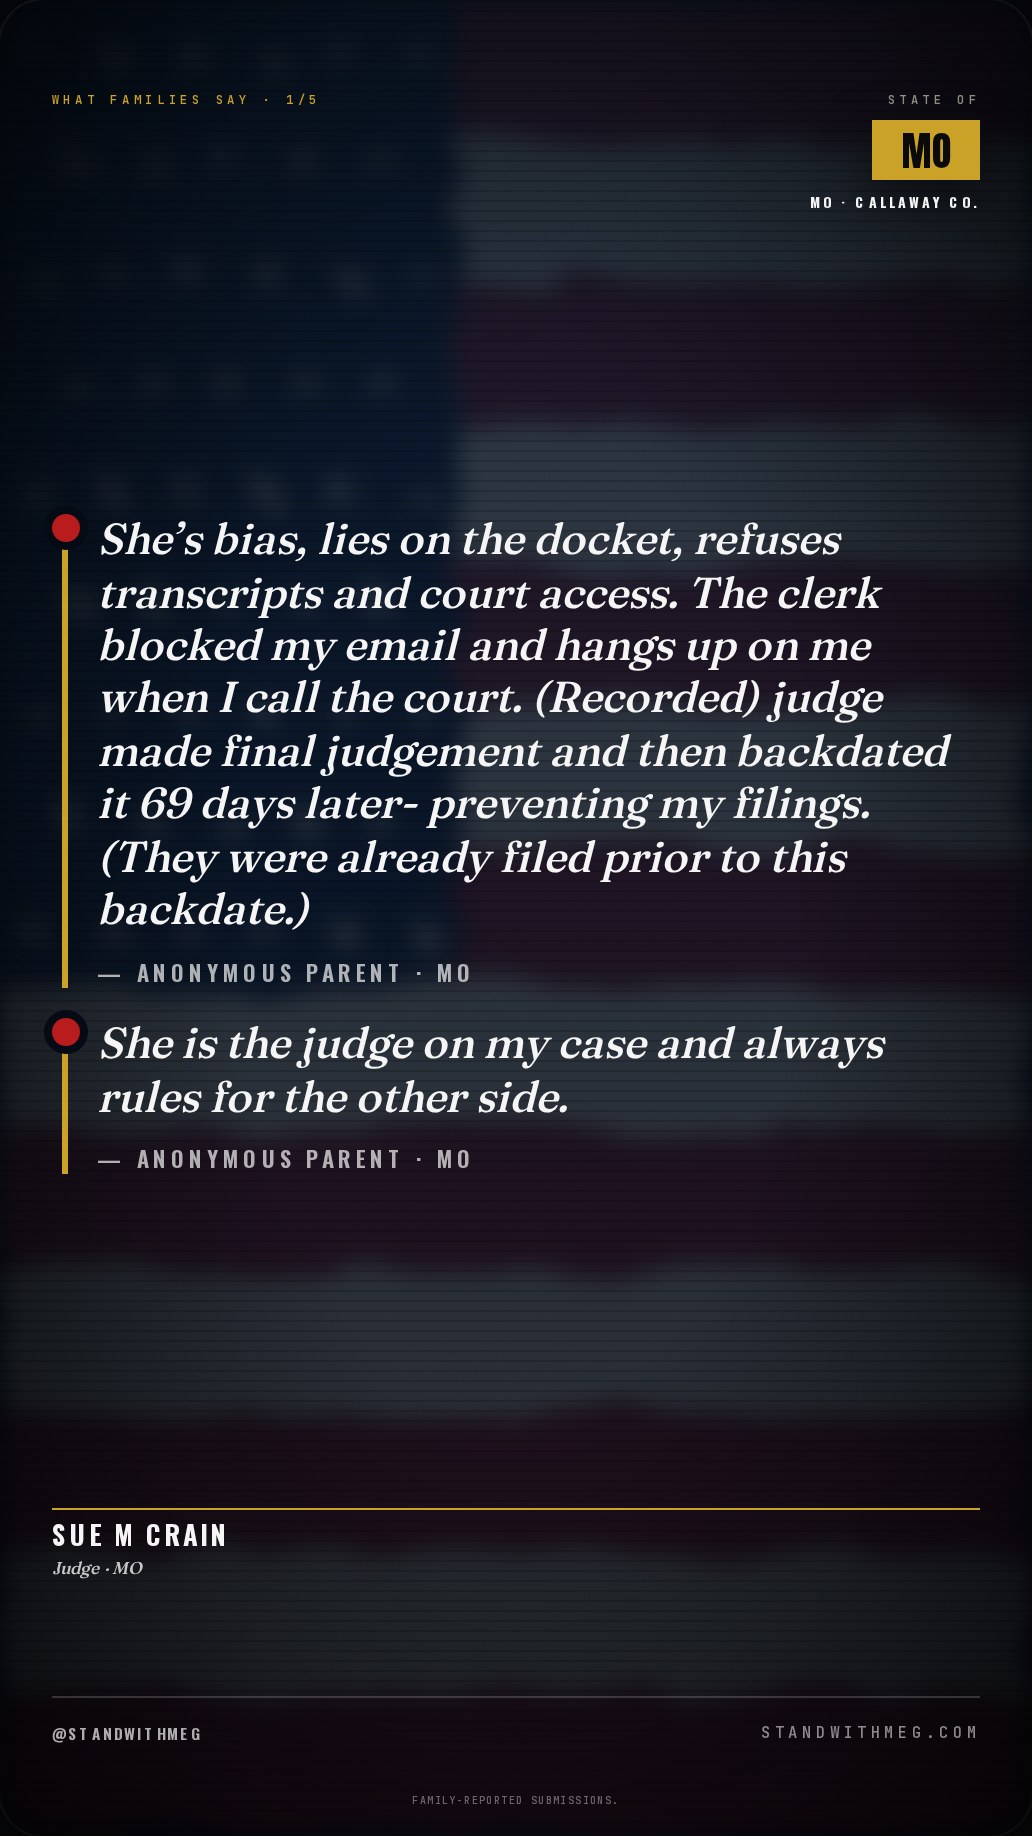 WHAT FAMILIES SAY · 1/5
STATE OF
MO
MO · CALLAWAY CO.
She’s bias, lies on the docket, refuses
transcripts and court access. The clerk
blocked my email and hangs up on me
when I call the court. (Recorded) judge
made final judgement and then backdated
it 69 days later- preventing my filings.
(They were already filed prior to this
backdate.)
— ANONYMOUS PARENT · MO
She is the judge on my case and always
rules for the other side.
— ANONYMOUS PARENT · MO
SUE M CRAIN
Judge · MO
@STANDWITHMEG
STANDWITHMEG.COM
FAMILY-REPORTED SUBMISSIONS.